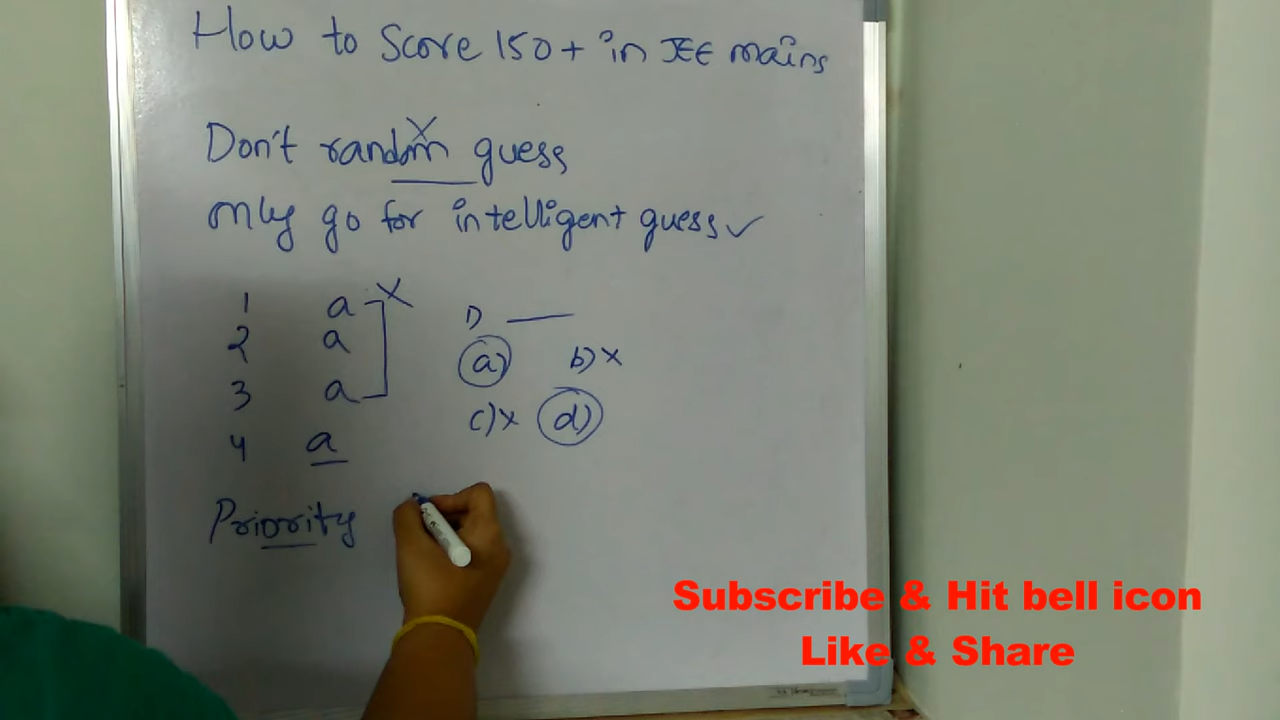 How to Score 150+ in JEE mains
Don't random x guess
only go for intelligent guess ✓
1 a x
2 a
3 a
4 a
1) ——
a) b) x
c) x d)
Priority
Subscribe & Hit bell icon
Like & Share